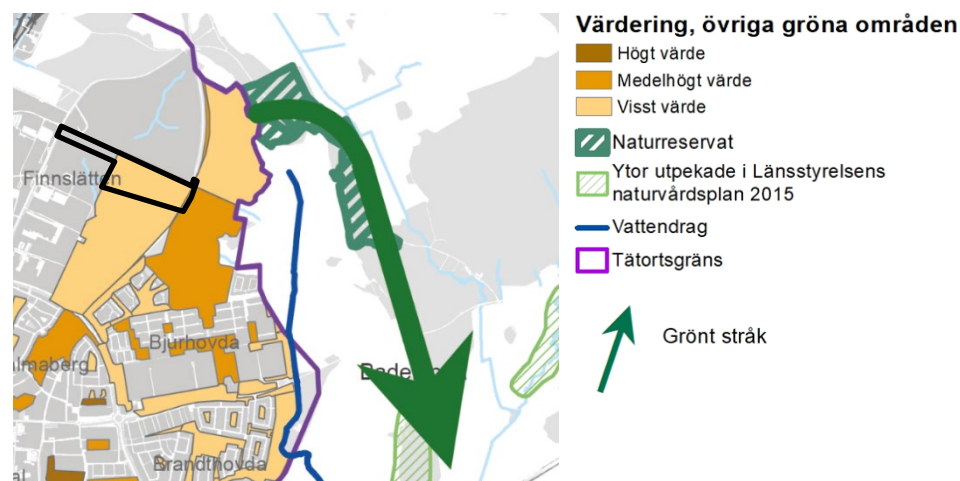 Finnslätten
Bjurhovda
Brandthovda
Värdering, övriga gröna områden
Högt värde
Medelhögt värde
Visst värde
Naturreservat
Ytor utpekade i Länsstyrelsens
naturvårdsplan 2015
Vattendrag
Tätortsgräns
Grönt stråk